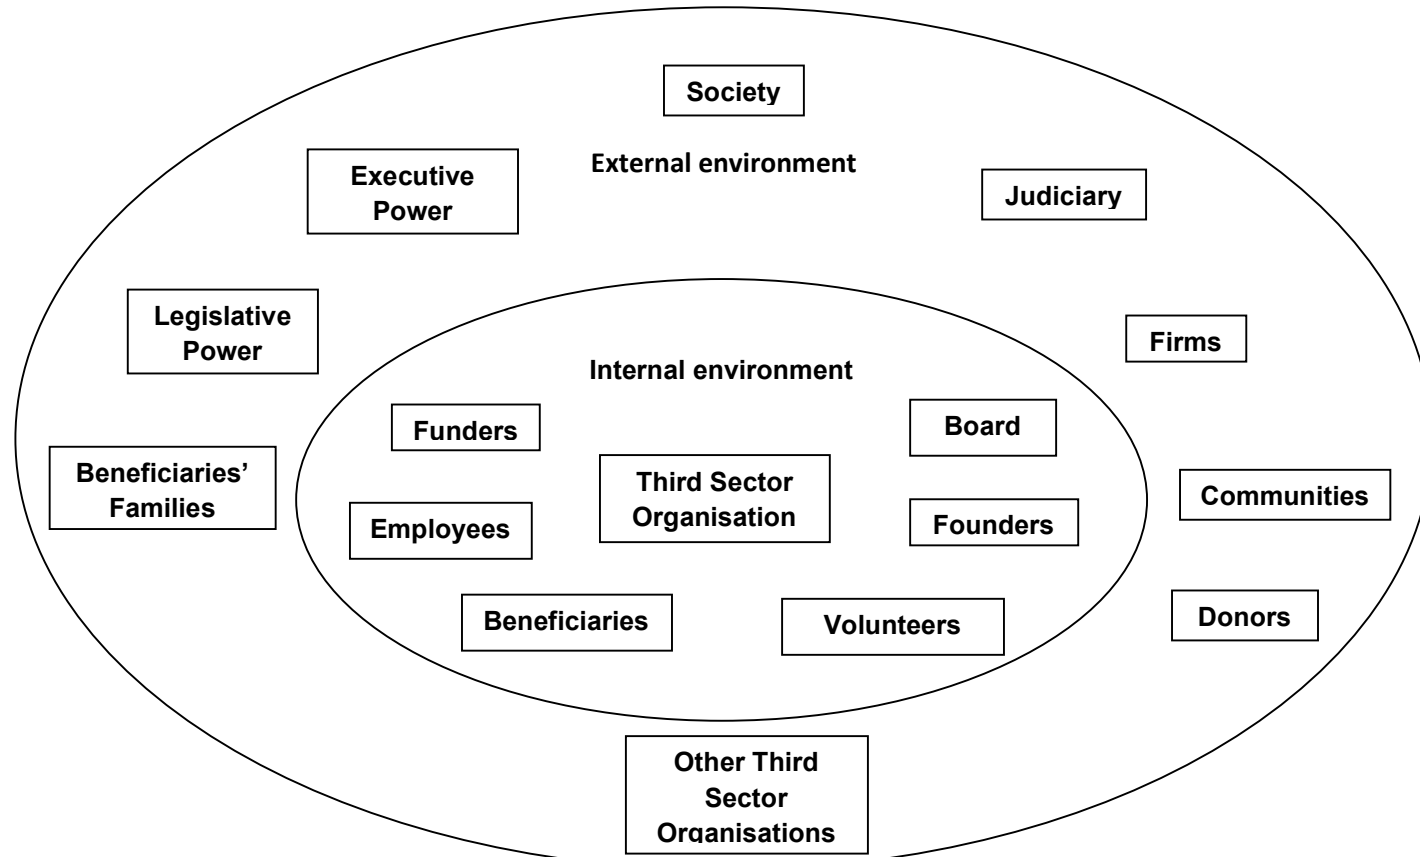 Society
External environment
Executive
Power
Judiciary
Legislative
Power
Firms
Internal environment
Funders
Board
Beneficiaries’
Families
Third Sector
Organisation
Communities
Employees
Founders
Beneficiaries
Volunteers
Donors
Other Third
Sector
Organisations